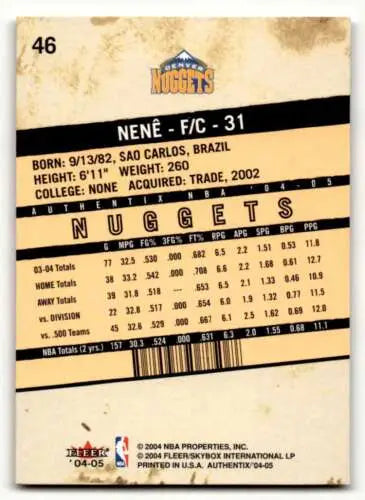 46
DENVER
NUGGETS
NENÊ - F/C - 31
BORN: 9/13/82, SAO CARLOS, BRAZIL
HEIGHT: 6'11" WEIGHT: 260
COLLEGE: NONE ACQUIRED: TRADE, 2002
AUTHENTIX NBA '04-05
NUGGETS
G MPG FG% 3FG% FT% RPG APG SPG BPG PPG
03-04 Totals 77 32.5 .530 .000 .682 6.5 2.2 1.51 0.53 11.8
HOME Totals 38 33.2 .542 .000 .708 6.6 2.2 1.68 0.61 12.7
AWAY Totals 39 31.8 .518 --- .653 6.5 2.1 1.33 0.46 10.9
vs. DIVISION 22 32.8 .517 .000 .654 6.0 1.9 1.27 0.55 11.0
vs. .500 Teams 45 32.6 .529 .000 .667 6.1 2.5 1.62 0.69 12.0
NBA Totals (2 yrs.) 157 30.3 .524 .000 .631 6.3 2.0 1.55 0.68 11.1
FLEER
'04-05
NBA
© 2004 NBA PROPERTIES, INC.
© 2004 FLEER/SKYBOX INTERNATIONAL LP
PRINTED IN U.S.A. AUTHENTIX/'04-05